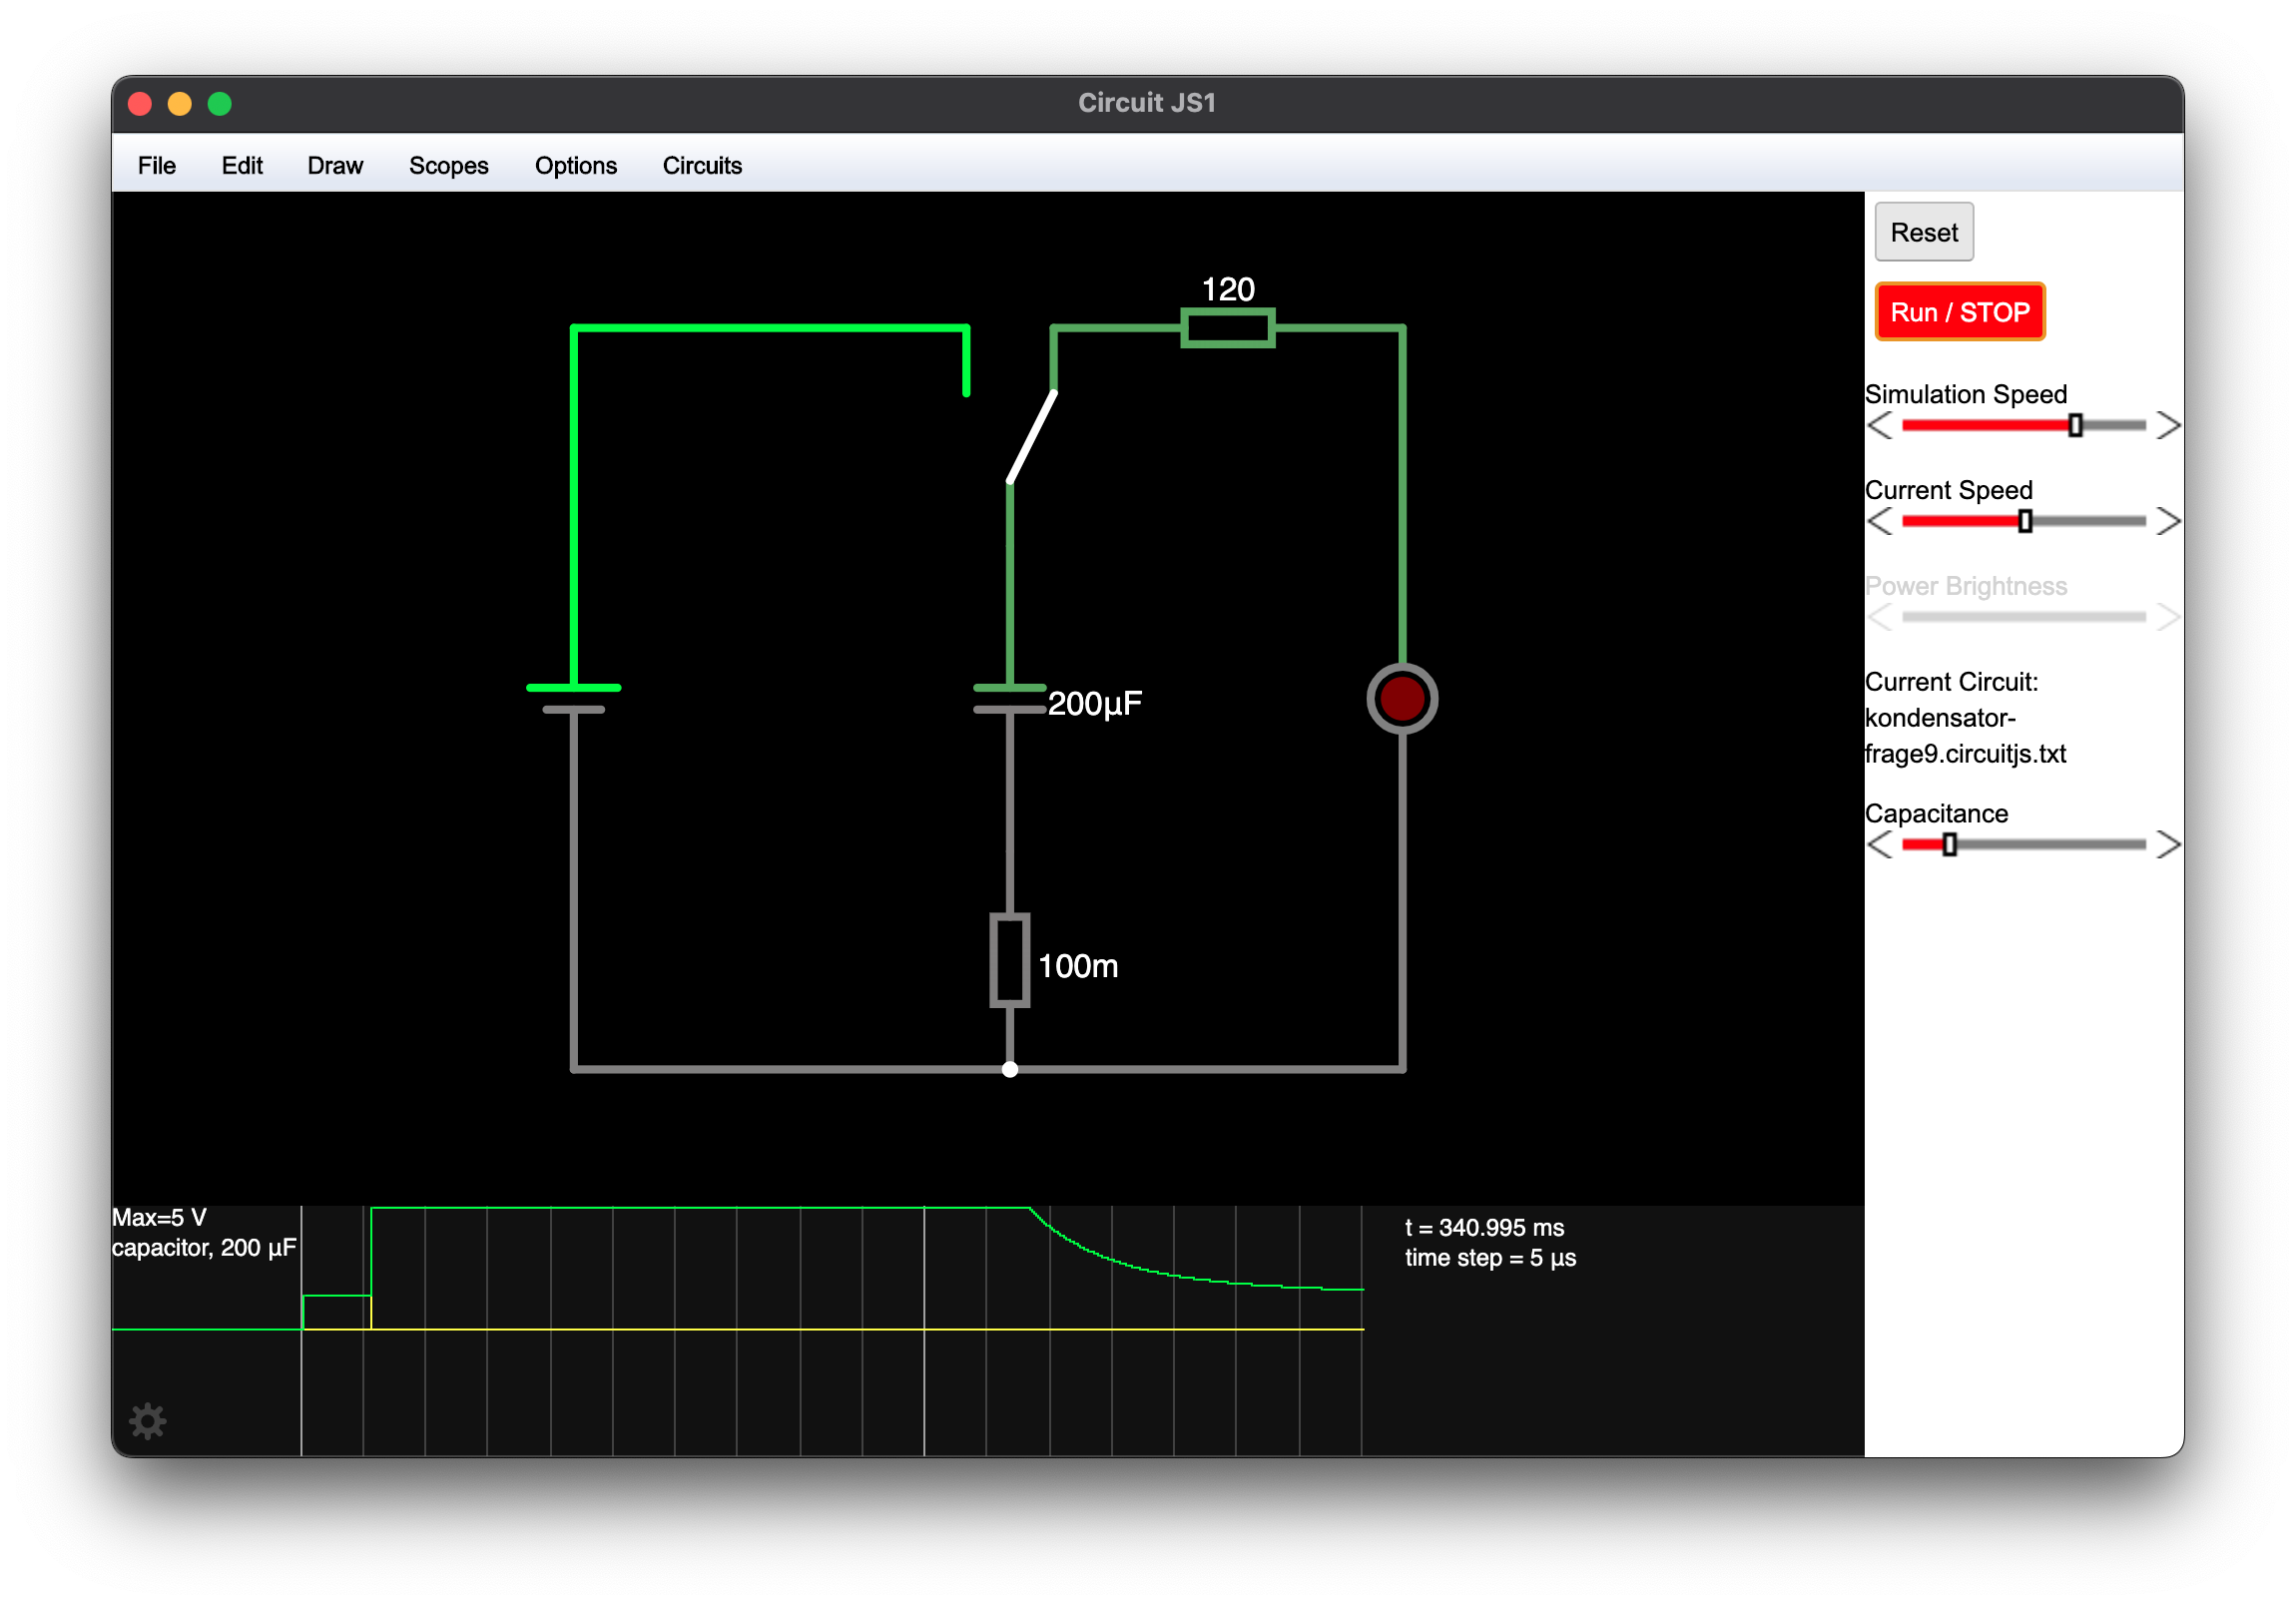 Circuit JS1
File Edit Draw Scopes Options Circuits
Reset
Run / STOP
Simulation Speed
Current Speed
Power Brightness
Current Circuit:
kondensator-
frage9.circuitjs.txt
Capacitance
120
200µF
100m
Max=5 V
capacitor, 200 µF
t = 340.995 ms
time step = 5 µs